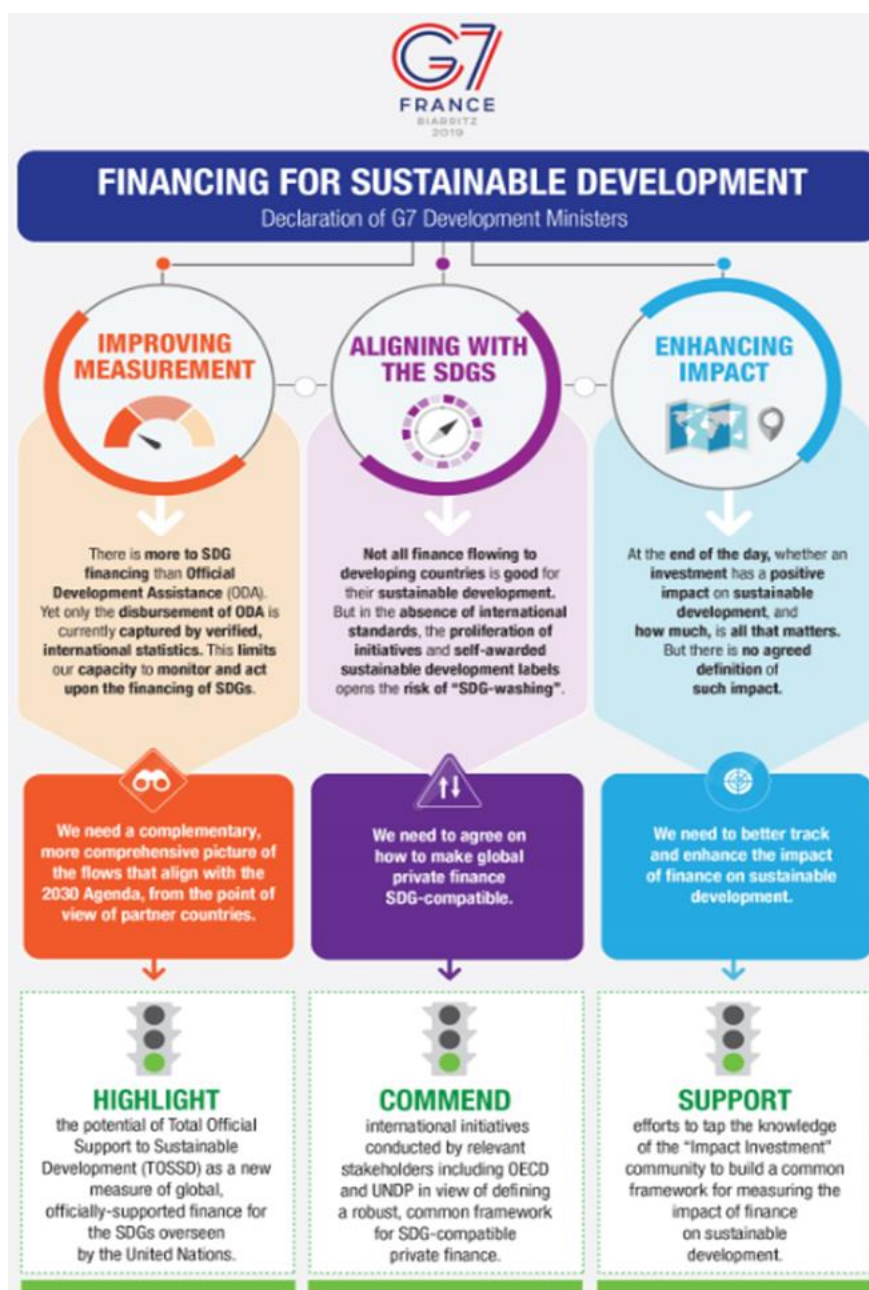 G7
FRANCE
BIARRITZ
2019
FINANCING FOR SUSTAINABLE DEVELOPMENT
Declaration of G7 Development Ministers
IMPROVING
MEASUREMENT
There is more to SDG
financing than Official
Development Assistance (ODA).
Yet only the disbursement of ODA is
currently captured by verified,
international statistics. This limits
our capacity to monitor and act
upon the financing of SDGs.
We need a complementary,
more comprehensive picture of
the flows that align with the
2030 Agenda, from the point of
view of partner countries.
HIGHLIGHT
the potential of Total Official
Support to Sustainable
Development (TOSSD) as a new
measure of global,
officially-supported finance for
the SDGs overseen
by the United Nations.
ALIGNING WITH
THE SDGS
Not all finance flowing to
developing countries is good for
their sustainable development.
But in the absence of international
standards, the proliferation of
initiatives and self-awarded
sustainable development labels
opens the risk of "SDG-washing".
We need to agree on
how to make global
private finance
SDG-compatible.
COMMEND
international initiatives
conducted by relevant
stakeholders including OECD
and UNDP in view of defining
a robust, common framework
for SDG-compatible
private finance.
ENHANCING
IMPACT
At the end of the day, whether an
investment has a positive
impact on sustainable
development, and
how much, is all that matters.
But there is no agreed
definition of
such impact.
We need to better track
and enhance the impact
of finance on sustainable
development.
SUPPORT
efforts to tap the knowledge
of the "Impact Investment"
community to build a common
framework for measuring the
impact of finance
on sustainable
development.